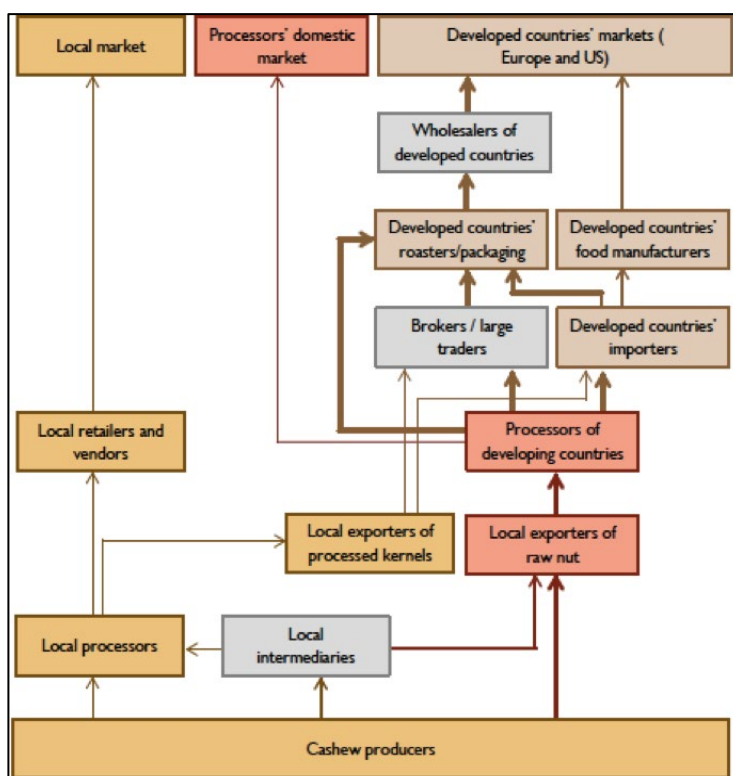 Local market
Processors' domestic
market
Developed countries' markets (
Europe and US)
Wholesalers of
developed countries
Developed countries'
roasters/packaging
Developed countries'
food manufacturers
Brokers / large
traders
Developed countries'
importers
Local retailers and
vendors
Processors of
developing countries
Local exporters of
processed kernels
Local exporters of
raw nut
Local processors
Local
intermediaries
Cashew producers